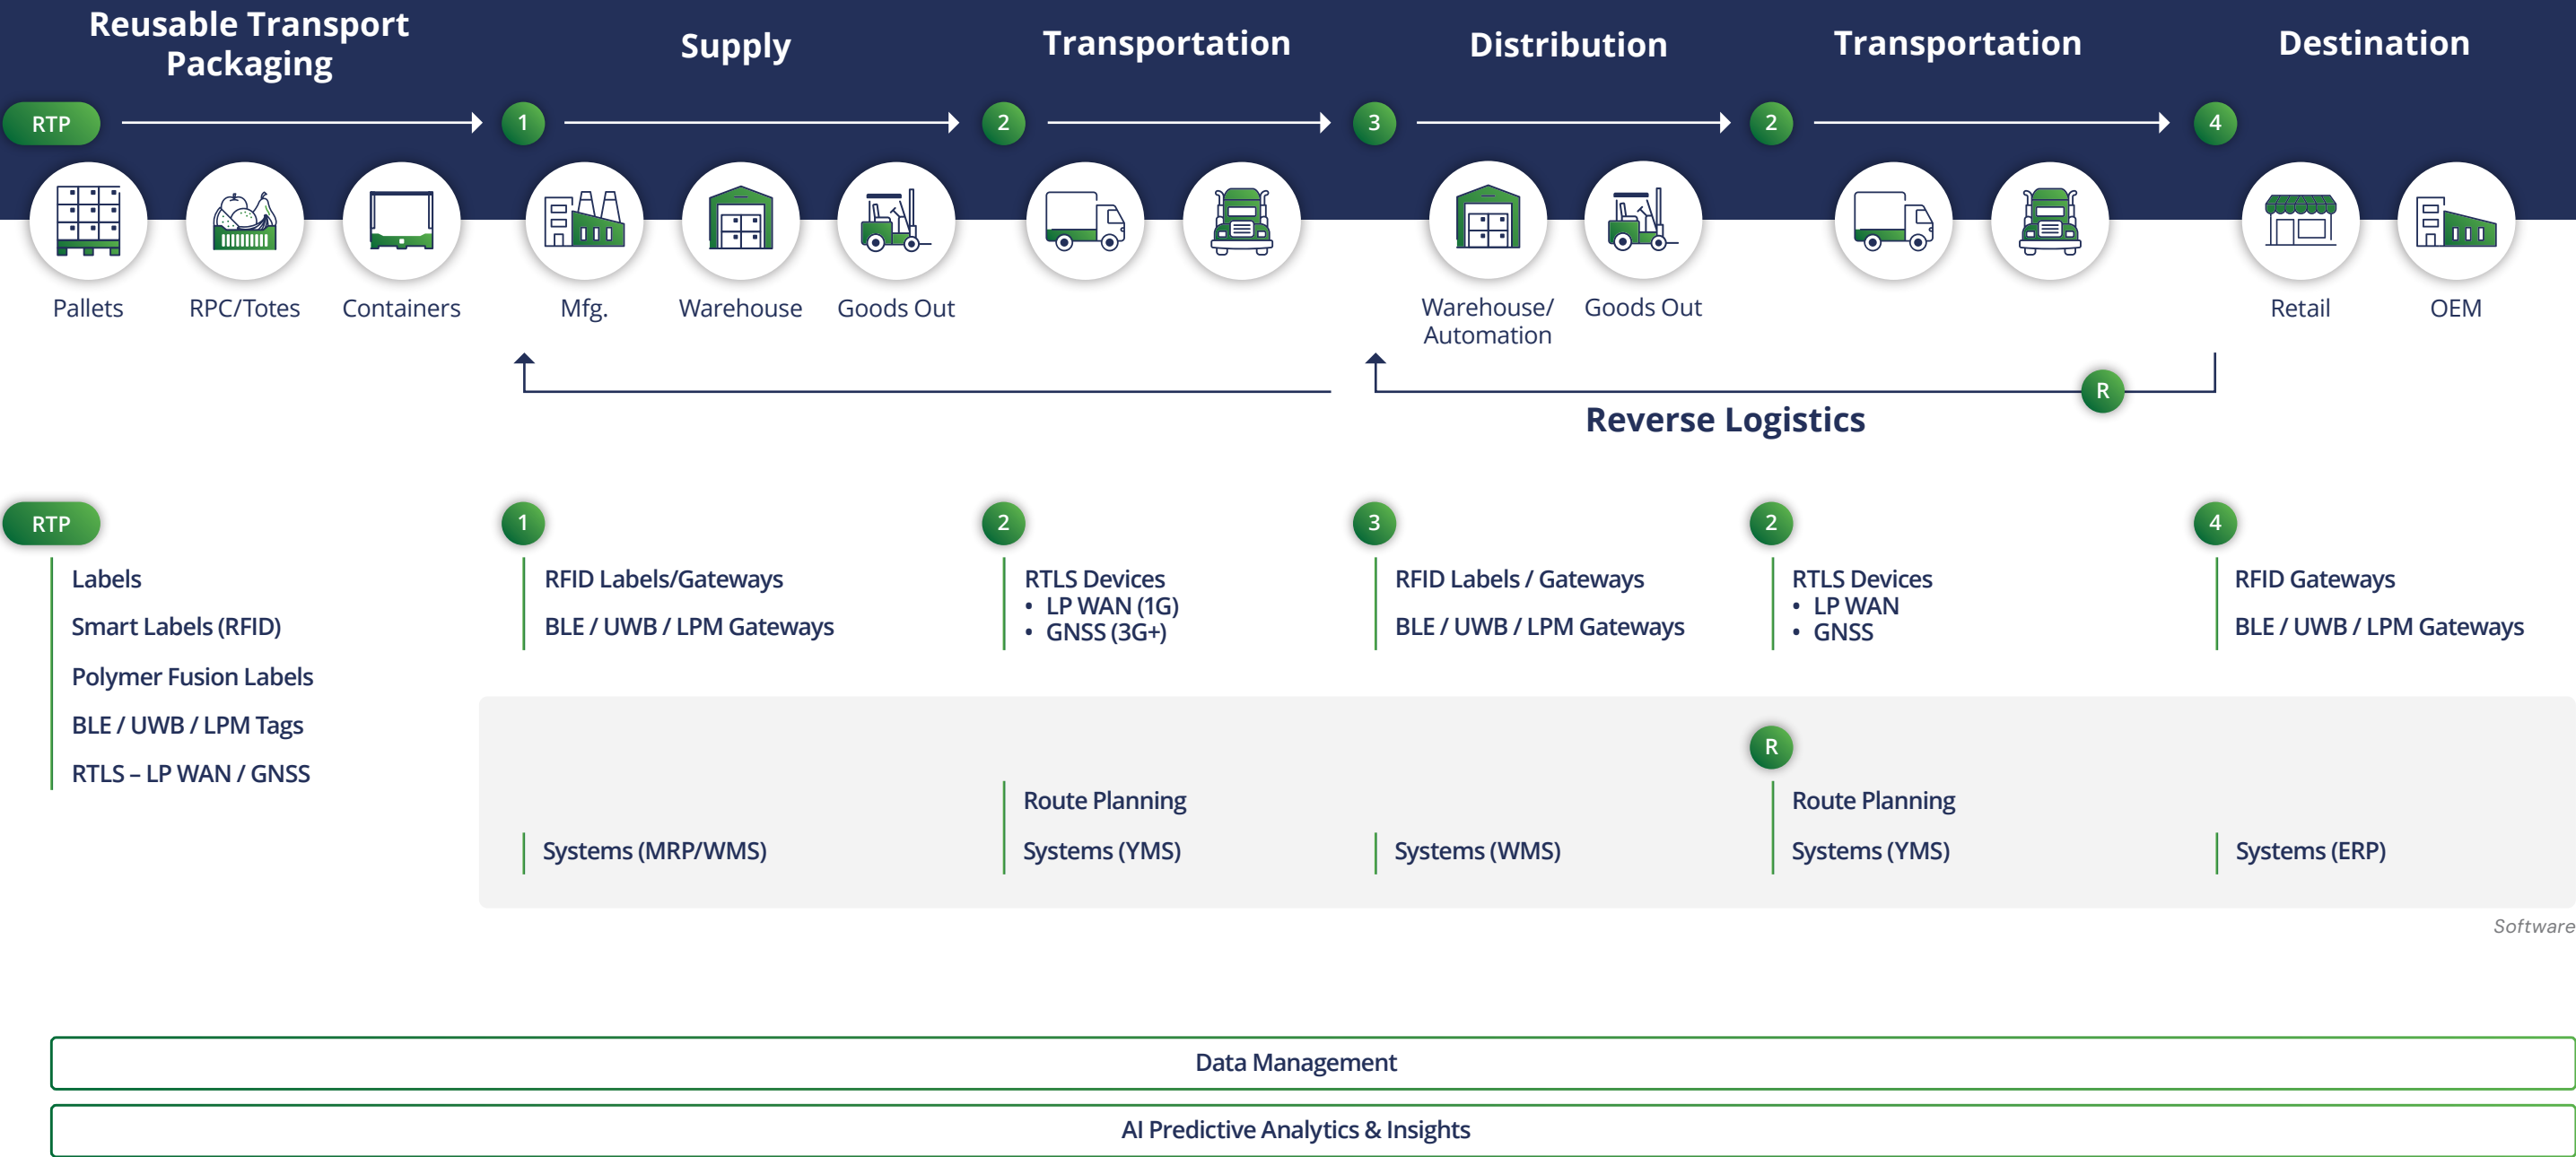 Reusable Transport
Packaging
Supply
Transportation
Distribution
Transportation
Destination
RTP
1
2
3
2
4
Pallets
RPC/Totes
Containers
Mfg.
Warehouse
Goods Out
Warehouse/
Automation
Goods Out
Retail
OEM
R
Reverse Logistics
RTP
Labels
Smart Labels (RFID)
Polymer Fusion Labels
BLE / UWB / LPM Tags
RTLS – LP WAN / GNSS
1
RFID Labels/Gateways
BLE / UWB / LPM Gateways
2
RTLS Devices
• LP WAN (1G)
• GNSS (3G+)
3
RFID Labels / Gateways
BLE / UWB / LPM Gateways
2
RTLS Devices
• LP WAN
• GNSS
4
RFID Gateways
BLE / UWB / LPM Gateways
Systems (MRP/WMS)
Route Planning
Systems (YMS)
Systems (WMS)
R
Route Planning
Systems (YMS)
Systems (ERP)
Software
Data Management
AI Predictive Analytics & Insights